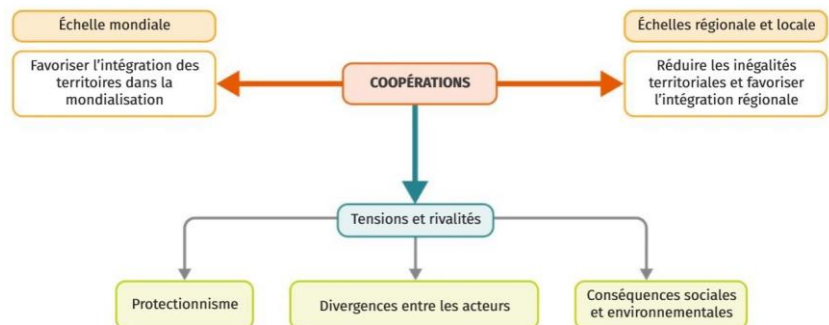 Échelle mondiale
Favoriser l'intégration des
territoires dans la
mondialisation
COOPÉRATIONS
Échelles régionale et locale
Réduire les inégalités
territoriales et favoriser
l'intégration régionale
Tensions et rivalités
Protectionnisme
Divergences entre les acteurs
Conséquences sociales
et environnementales